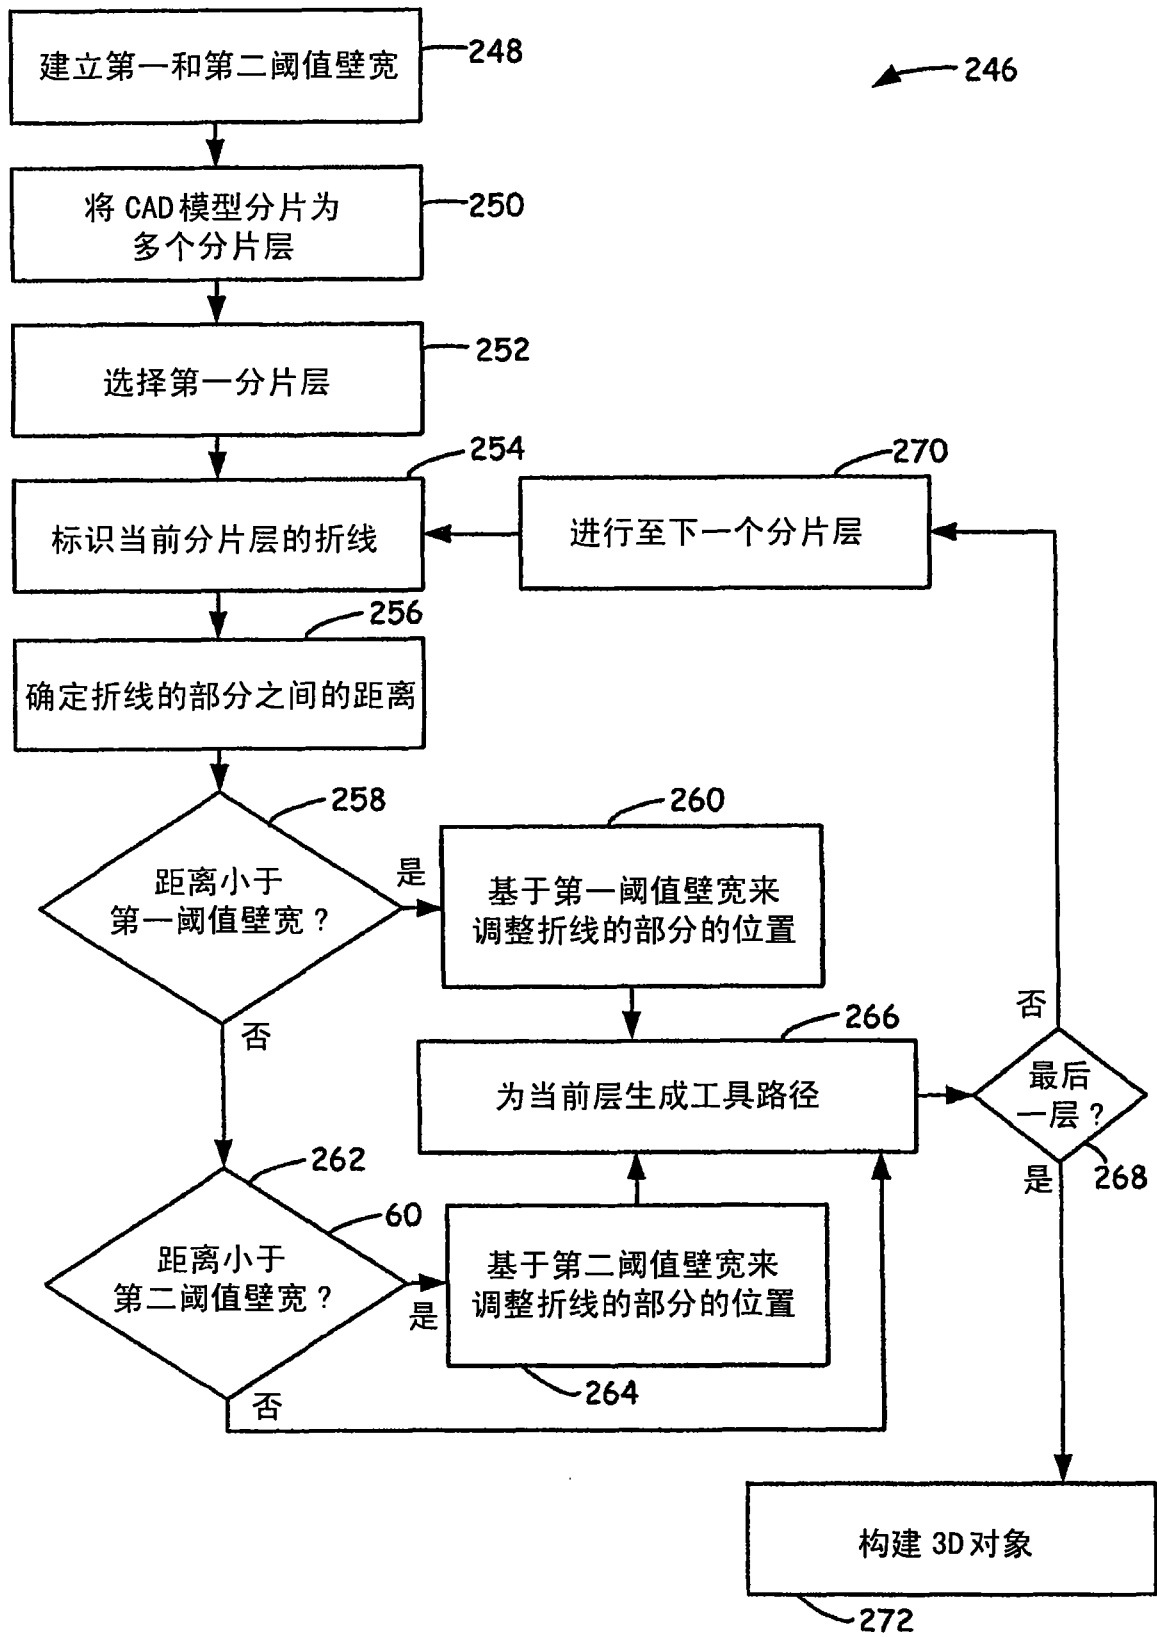 建立第一和第二阈值壁宽
248
246
将CAD模型分片为
多个分片层
250
选择第一分片层
252
标识当前分片层的折线
254
进行至下一个分片层
270
确定折线的部分之间的距离
256
距离小于
第一阈值壁宽?
258
是
否
基于第一阈值壁宽来
调整折线的部分的位置
260
为当前层生成工具路径
266
最后
一层?
268
否
是
距离小于
第二阈值壁宽?
262
60
是
否
基于第二阈值壁宽来
调整折线的部分的位置
264
构建3D对象
272